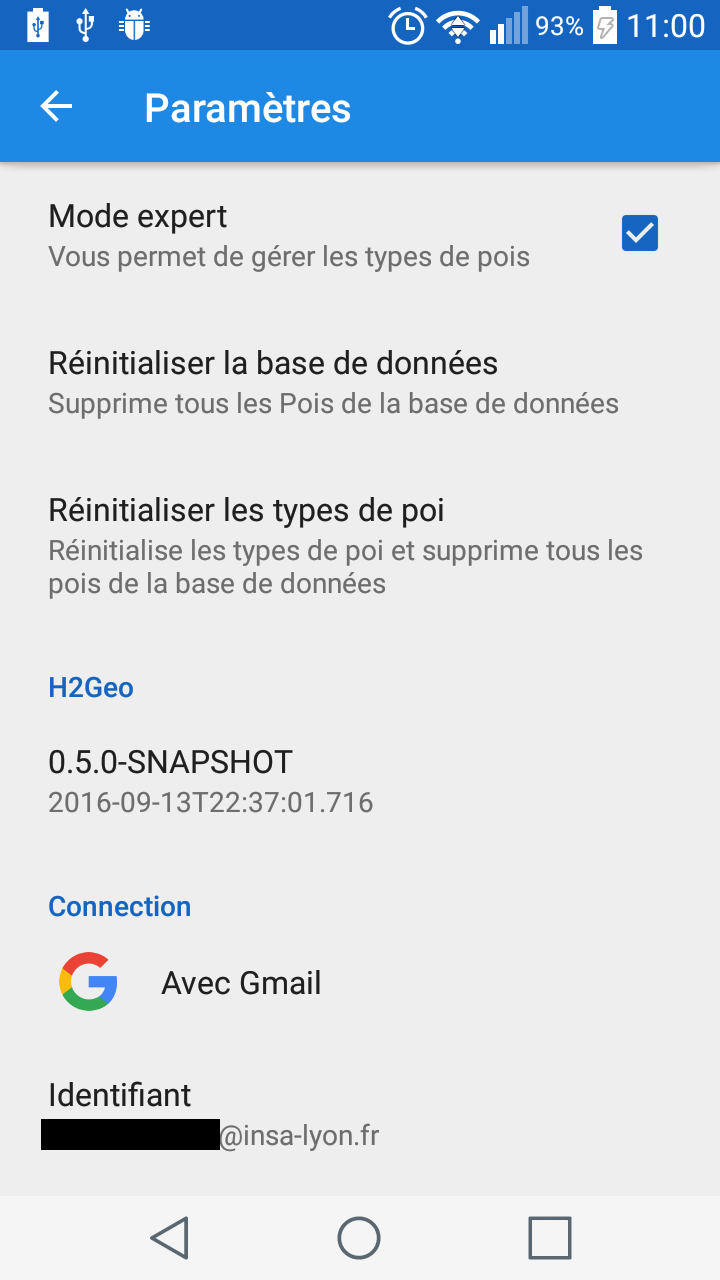 93% 11:00
Paramètres
Mode expert
Vous permet de gérer les types de pois
Réinitialiser la base de données
Supprime tous les Pois de la base de données
Réinitialiser les types de poi
Réinitialise les types de poi et supprime tous les
pois de la base de données
H2Geo
0.5.0-SNAPSHOT
2016-09-13T22:37:01.716
Connection
Avec Gmail
Identifiant
@insa-lyon.fr